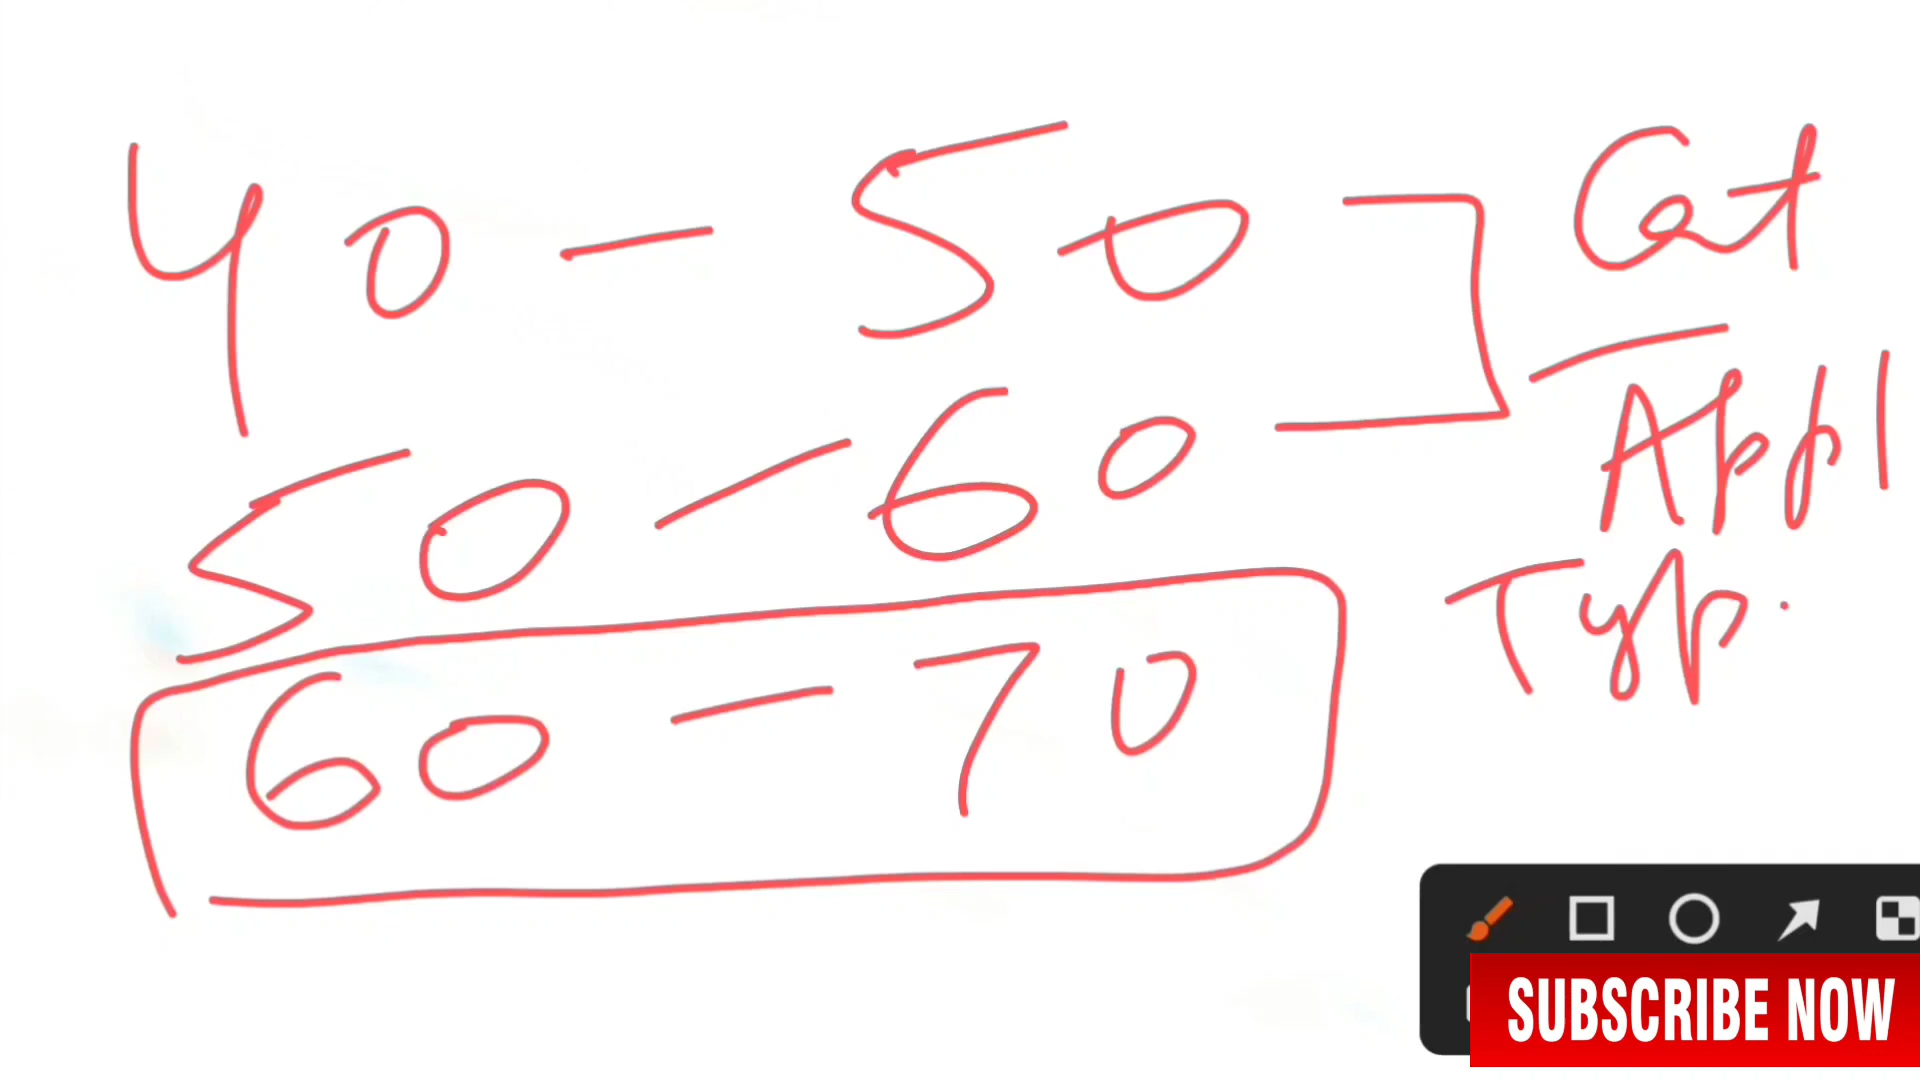 40 - 50
50 - 60
60 - 70
Cat
Appl
Typ.
SUBSCRIBE NOW